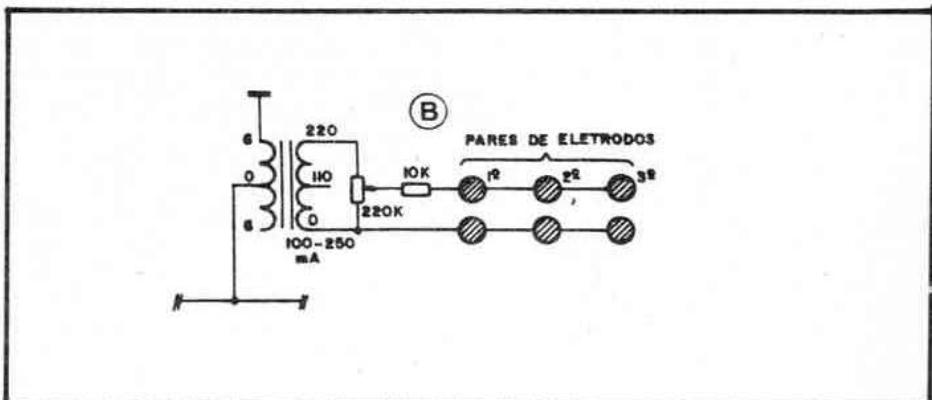 B
PARES DE ELETRODOS
6
220
0
110
10K
1º
2º
3º
220K
6
0
100-250
mA